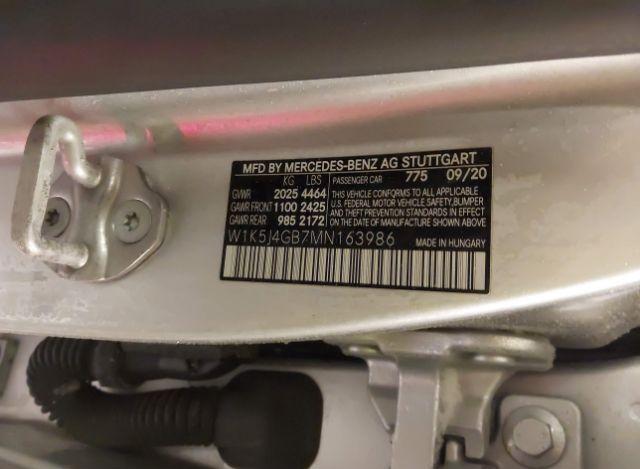 MFD BY MERCEDES-BENZ AG STUTTGART
KG LBS PASSENGER CAR 775 09/20
GVWR 2025 4464 THIS VEHICLE CONFORMS TO ALL APPLICABLE
GAWR FRONT 1100 2425 U.S. FEDERAL MOTOR VEHICLE SAFETY, BUMPER
GAWR REAR 985 2172 AND THEFT PREVENTION STANDARDS IN EFFECT
ON THE DATE OF MANUFACTURE SHOWN ABOVE
W1K5J4GB7MN163986 MADE IN HUNGARY